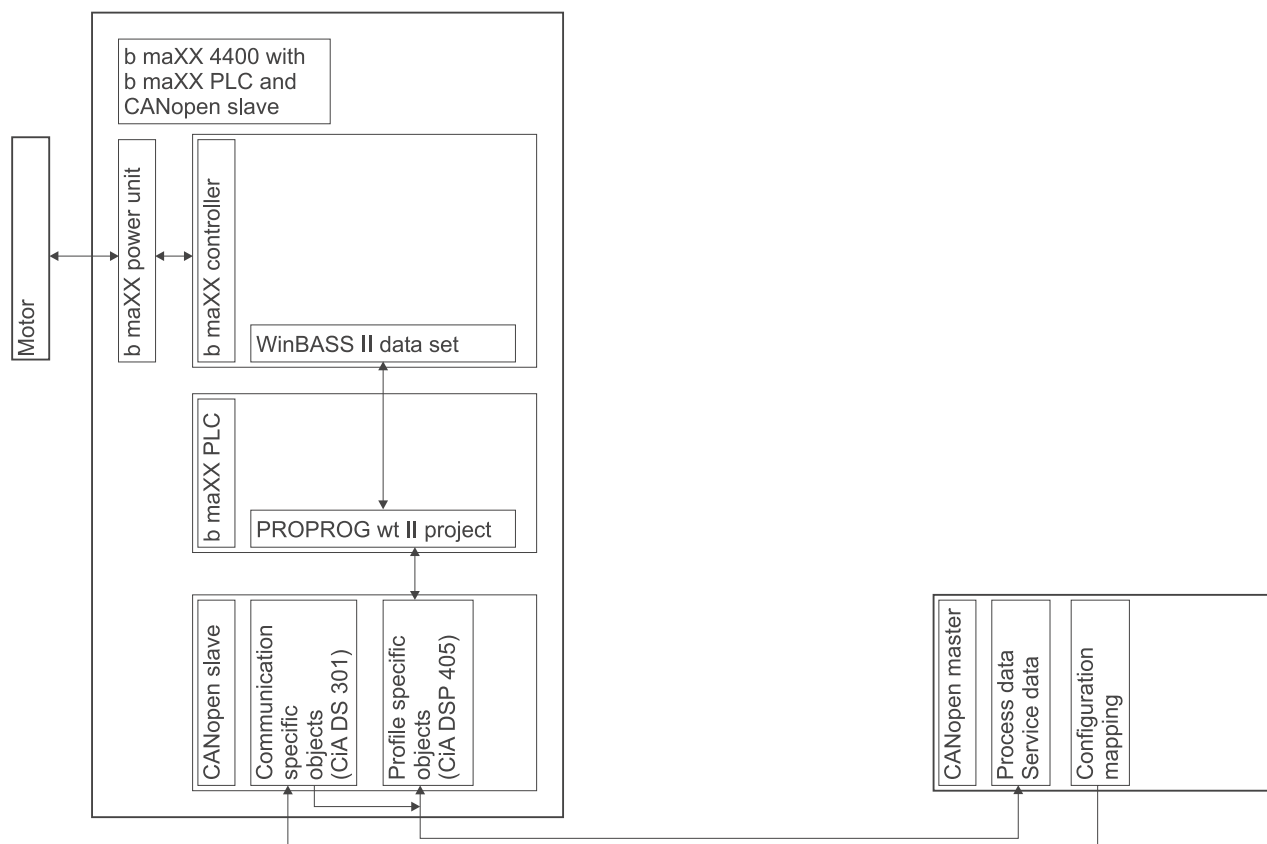 b maXX 4400 with
b maXX PLC and
CANopen slave
Motor
b maXX power unit
b maXX controller
WinBASS II data set
b maXX PLC
PROPROG wt II project
CANopen slave
Communication
specific
objects
(CiA DS 301)
Profile specific
objects
(CiA DSP 405)
CANopen master
Process data
Service data
Configuration
mapping